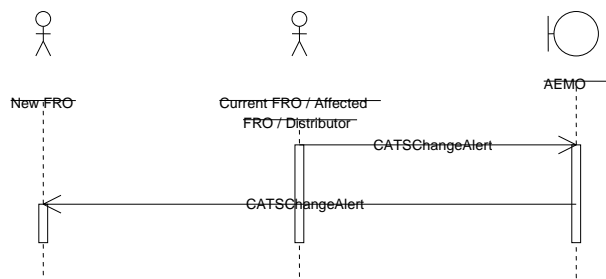 New FRO
Current FRO / Affected
FRO / Distributor
AEMO
CATSChangeAlert
CATSChangeAlert